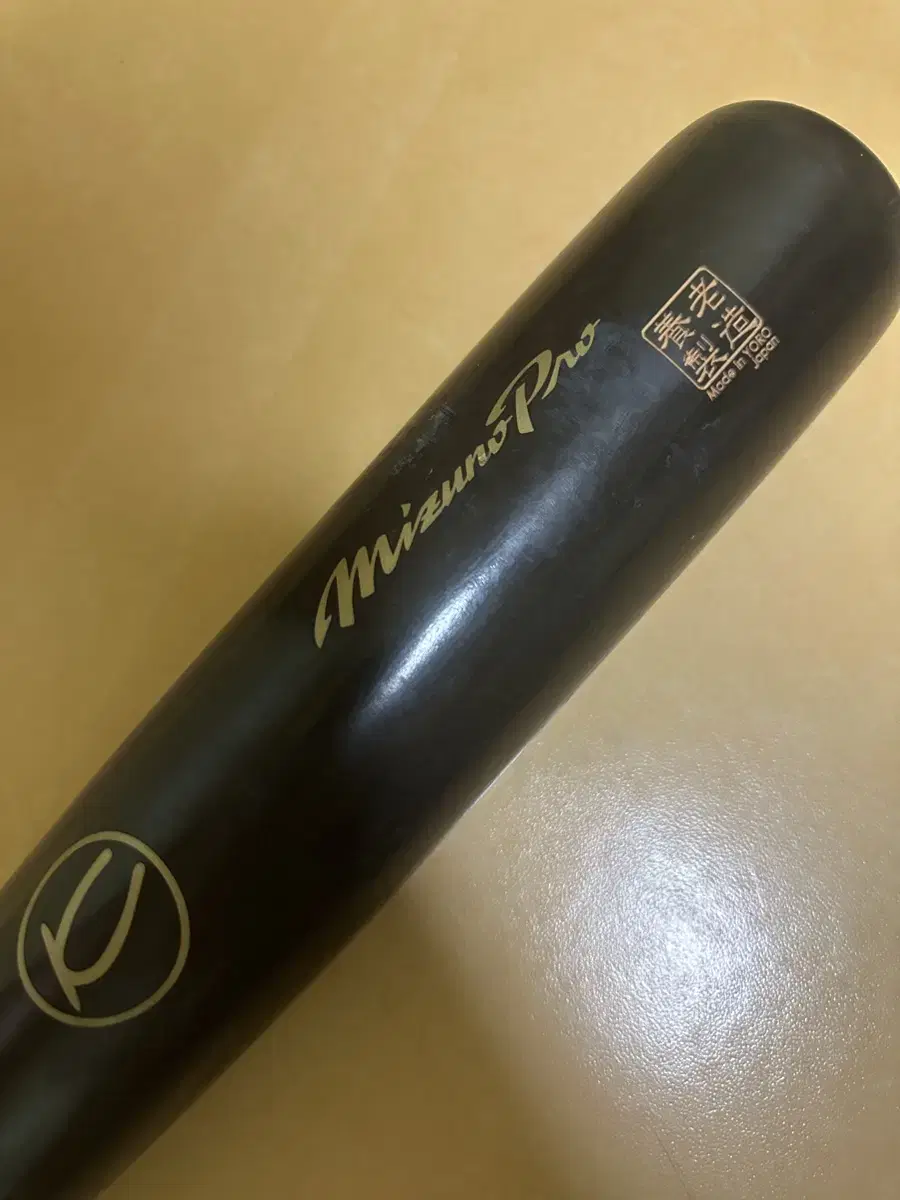 養老
製造
Made in YORO
Japan
Mizuno Pro